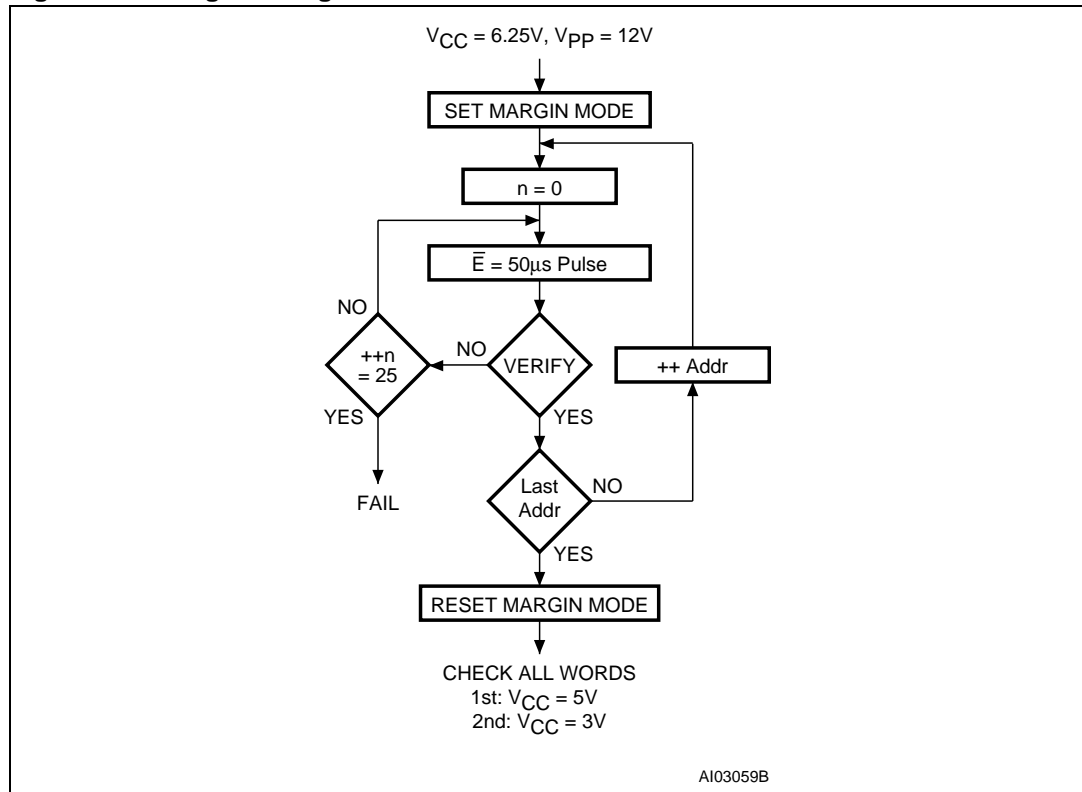 VCC = 6.25V, VPP = 12V
SET MARGIN MODE
n = 0
E̅ = 50μs Pulse
NO
++n
= 25
NO
VERIFY
++ Addr
YES
YES
FAIL
Last
Addr
NO
YES
RESET MARGIN MODE
CHECK ALL WORDS
1st: VCC = 5V
2nd: VCC = 3V
AI03059B